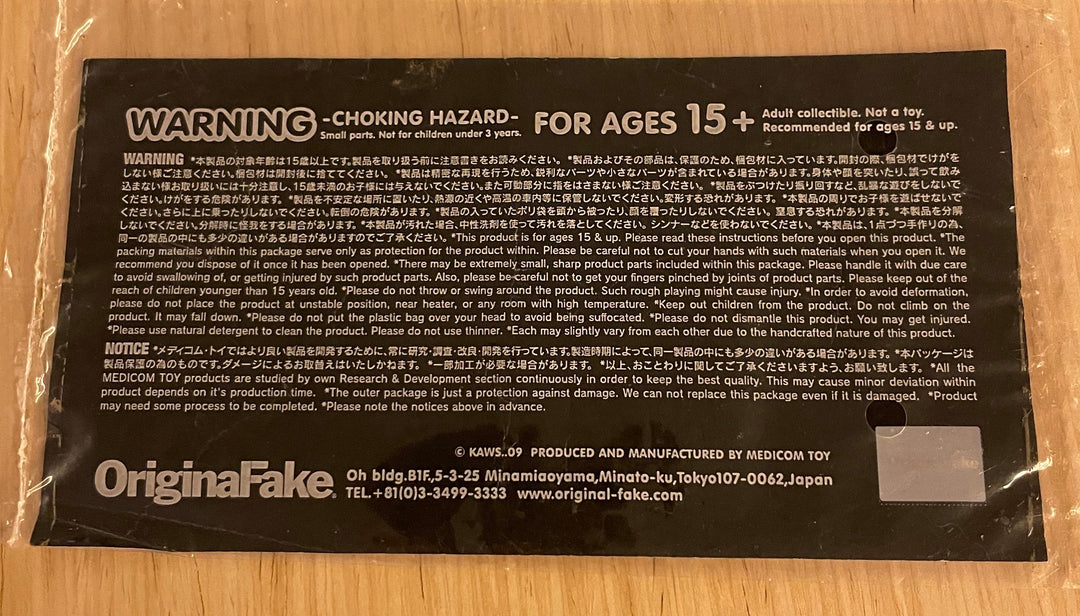 WARNING -CHOKING HAZARD- FOR AGES 15+ Adult collectible. Not a toy.
Small parts. Not for children under 3 years. Recommended for ages 15 & up.
WARNING *本製品の対象年齢は15歳以上です。製品を取り扱う前に注意書きをお読みください。 *製品およびその部品は、保護のため、梱包材に入っています。開封の際、梱包材でけがを
しない様ご注意ください。梱包材は開封後に捨ててください。 *製品は精密な再現を行うため、鋭利なパーツや小さなパーツが含まれている場合があります。身体や顔を突いたり、誤って飲み
込まない様お取り扱いには十分注意し、15歳未満のお子様には与えないでください。また可動部分に指をはさまない様ご注意ください。 *製品をぶつけたり振り回すなど、乱暴な遊びをしないで
ください。けがをする危険があります。 *製品を不安定な場所に置いたり、熱源の近くや高温の車内等に保管しないでください。変形する恐れがあります。 *本製品の周りでお子様を遊ばせないで
ください。さらに上に乗ったりしないでください。転倒の危険があります。 *製品の入っていたポリ袋を頭から被ったり、顔を覆ったりしないでください。窒息する恐れがあります。 *本製品を分解
しないでください。分解時に怪我をする場合があります。 *本製品が汚れた場合、中性洗剤を使って汚れを落としてください。シンナーなどを使わないでください。 *本製品は、1点づつ手作りの為、
同一の製品の中にも多少の違いがある場合がありますのでご了承ください。 *This product is for ages 15 & up. Please read these instructions before you open this product. *The
packing materials within this package serve only as protection for the product within. Please be careful not to cut your hands with such materials when you open it. We
recommend you dispose of it once it has been opened. *There may be extremely small, sharp product parts included within this package. Please handle it with due care
to avoid swallowing of, or getting injured by such product parts. Also, please be careful not to get your fingers pinched by joints of product parts. Please keep out of the
reach of children younger than 15 years old. *Please do not throw or swing around the product. Such rough playing might cause injury. *In order to avoid deformation,
please do not place the product at unstable position, near heater, or any room with high temperature. *Keep out children from the product. Do not climb on the
product. It may fall down. *Please do not put the plastic bag over your head to avoid being suffocated. *Please do not dismantle this product. You may get injured.
*Please use natural detergent to clean the product. Please do not use thinner. *Each may slightly vary from each other due to the handcrafted nature of this product.
NOTICE *メディコム・トイではより良い製品を開発するために、常に研究・調査・改良・開発を行っています。製造時期によって、同一製品の中にも多少の違いがある場合があります。 *本パッケージは
製品保護の為のものです。ダメージによるお取替えはいたしかねます。 *一部加工が必要な場合があります。 *以上、おことわりに関してご了承くださいますよう、お願い致します。 *All the
MEDICOM TOY products are studied by own Research & Development section continuously in order to keep the best quality. This may cause minor deviation within
product depends on it's production time. *The outer package is just a protection against damage. We can not replace this package even if it is damaged. *Product
may need some process to be completed. *Please note the notices above in advance.
© KAWS..09 PRODUCED AND MANUFACTURED BY MEDICOM TOY
OriginalFake. Oh bldg.B1F,5-3-25 Minamiaoyama,Minato-ku,Tokyo107-0062,Japan
TEL.+81(0)3-3499-3333 www.original-fake.com